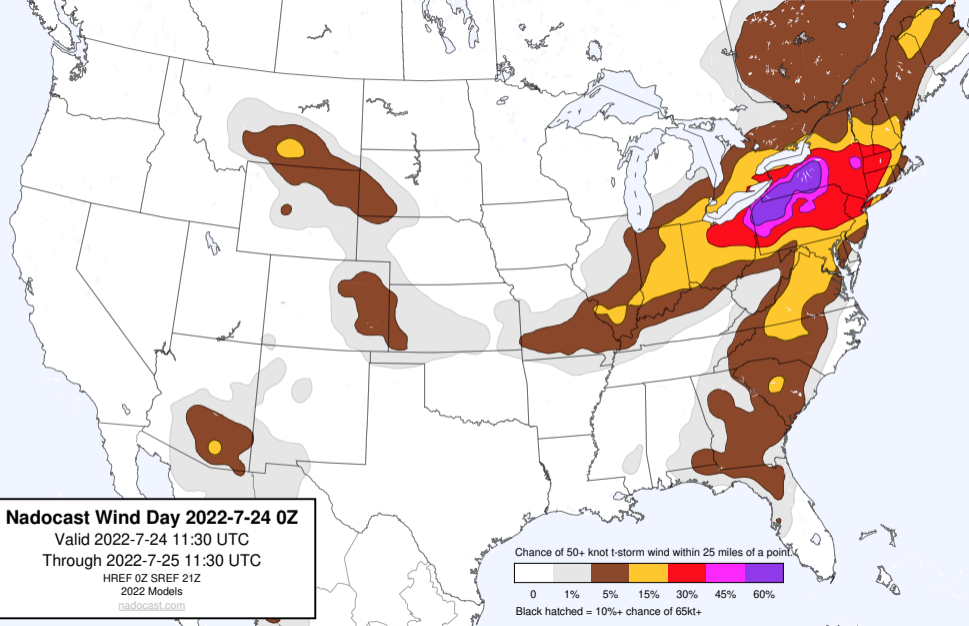 Nadocast Wind Day 2022-7-24 0Z
Valid 2022-7-24 11:30 UTC
Through 2022-7-25 11:30 UTC
HREF 0Z SREF 21Z
2022 Models
nadocast.com
Chance of 50+ knot t-storm wind within 25 miles of a point.
0 1% 5% 15% 30% 45% 60%
Black hatched = 10%+ chance of 65kt+